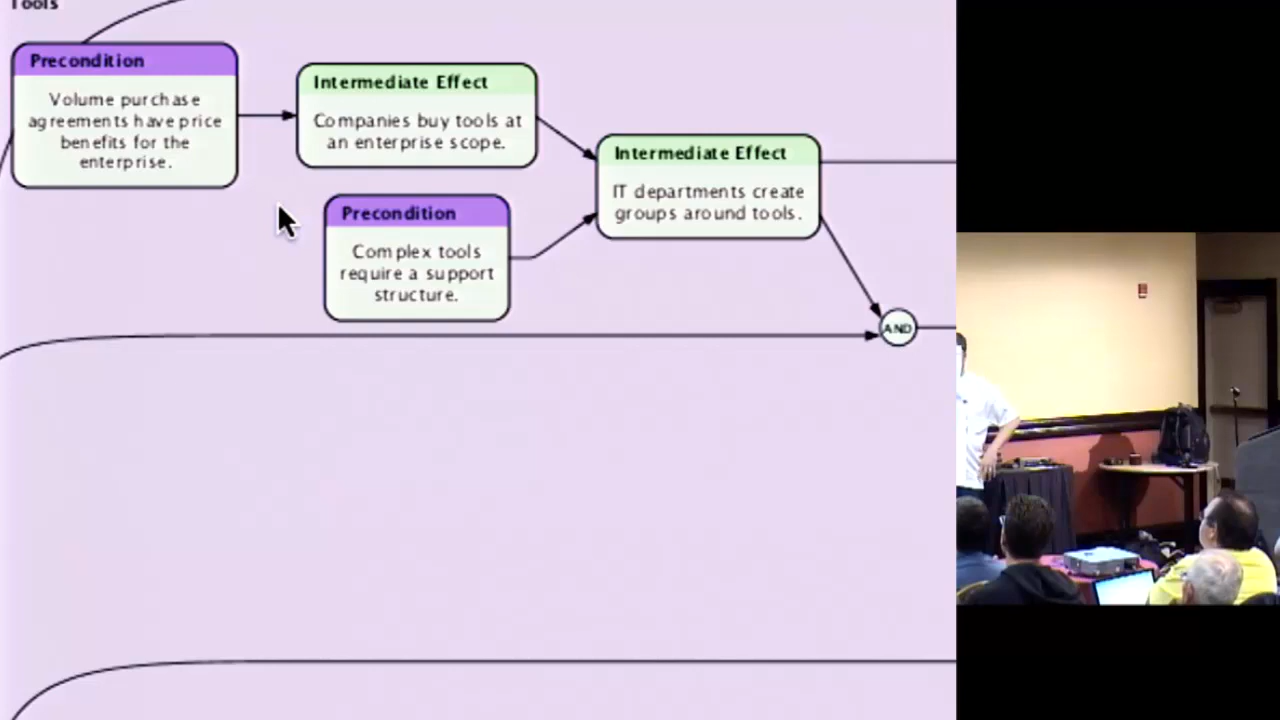 Tools
Precondition
Volume purchase
agreements have price
benefits for the
enterprise.
Intermediate Effect
Companies buy tools at
an enterprise scope.
Precondition
Complex tools
require a support
structure.
Intermediate Effect
IT departments create
groups around tools.
AND